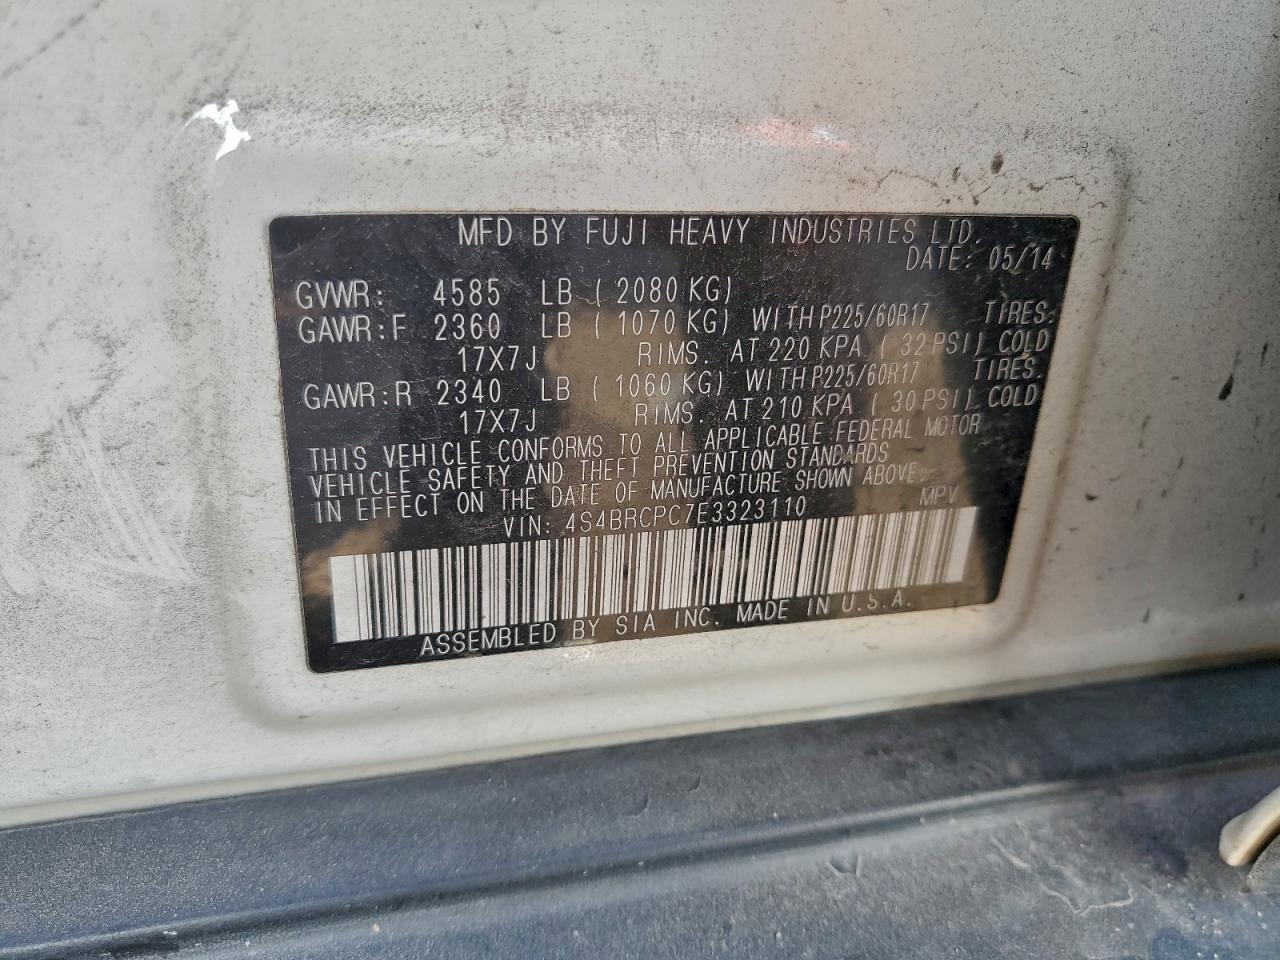 MFD BY FUJI HEAVY INDUSTRIES LTD.
DATE: 05/14
GVWR: 4585 LB ( 2080 KG)
GAWR:F 2360 LB ( 1070 KG) WITH P225/60R17 TIRES.
17X7J RIMS. AT 220 KPA ( 32 PSI) COLD
GAWR:R 2340 LB ( 1060 KG) WITH P225/60R17 TIRES.
17X7J RIMS. AT 210 KPA ( 30 PSI) COLD
THIS VEHICLE CONFORMS TO ALL APPLICABLE FEDERAL MOTOR
VEHICLE SAFETY AND THEFT PREVENTION STANDARDS
IN EFFECT ON THE DATE OF MANUFACTURE SHOWN ABOVE.
VIN: 4S4BRCPC7E3323110 MPV
ASSEMBLED BY SIA INC. MADE IN U.S.A.